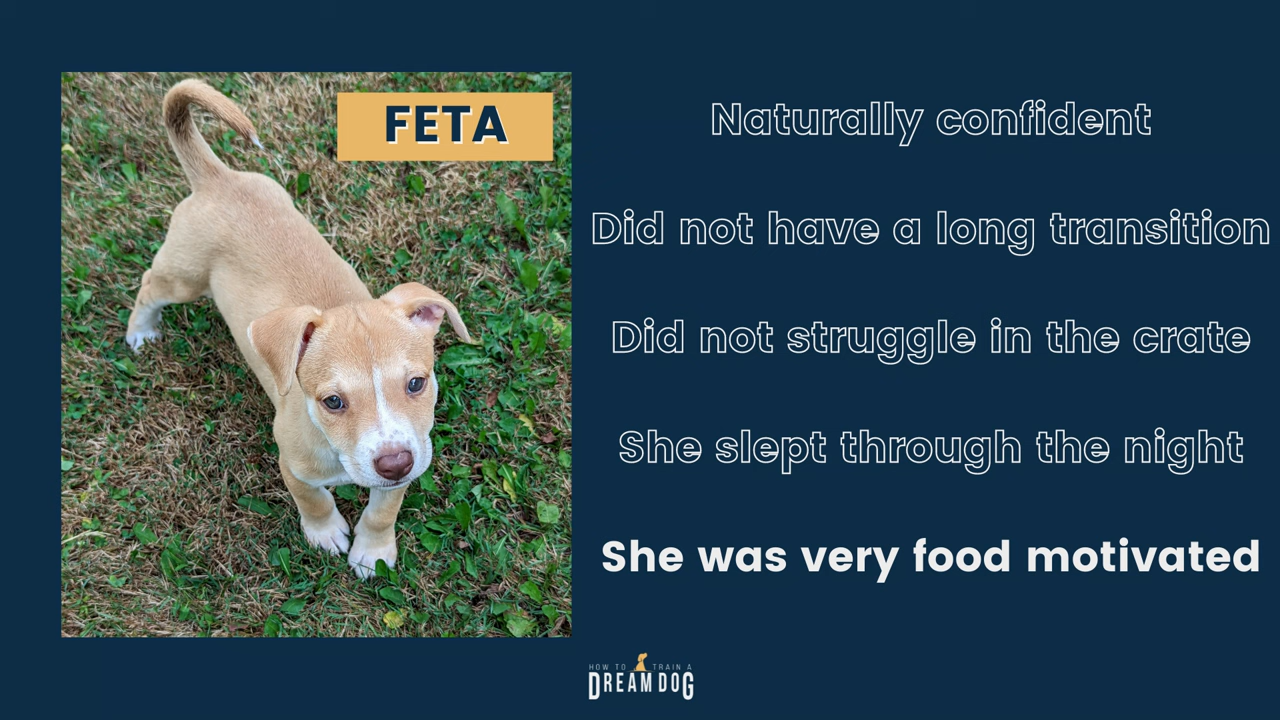 FETA
Naturally confident
Did not have a long transition
Did not struggle in the crate
She slept through the night
She was very food motivated
HOW TO TRAIN A
DREAM DOG